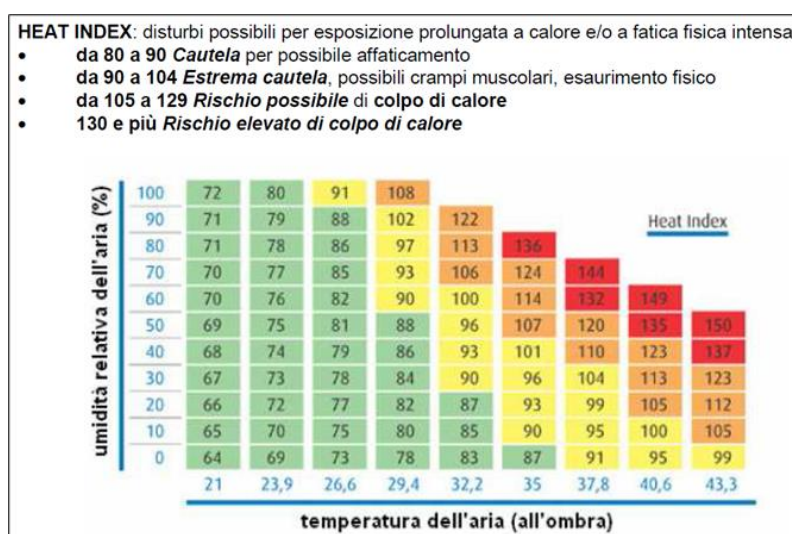 HEAT INDEX: disturbi possibili per esposizione prolungata a calore e/o a fatica fisica intensa
• da 80 a 90 Cautela per possibile affaticamento
• da 90 a 104 Estrema cautela, possibili crampi muscolari, esaurimento fisico
• da 105 a 129 Rischio possibile di colpo di calore
• 130 e più Rischio elevato di colpo di calore
umidità relativa dell'aria (%)
Heat Index
100 72 80 91 108
90 71 79 88 102 122
80 71 78 86 97 113 136
70 70 77 85 93 106 124 144
60 70 76 82 90 100 114 132 149
50 69 75 81 88 96 107 120 135 150
40 68 74 79 86 93 101 110 123 137
30 67 73 78 84 90 96 104 113 123
20 66 72 77 82 87 93 99 105 112
10 65 70 75 80 85 90 95 100 105
0 64 69 73 78 83 87 91 95 99
21 23,9 26,6 29,4 32,2 35 37,8 40,6 43,3
temperatura dell'aria (all'ombra)